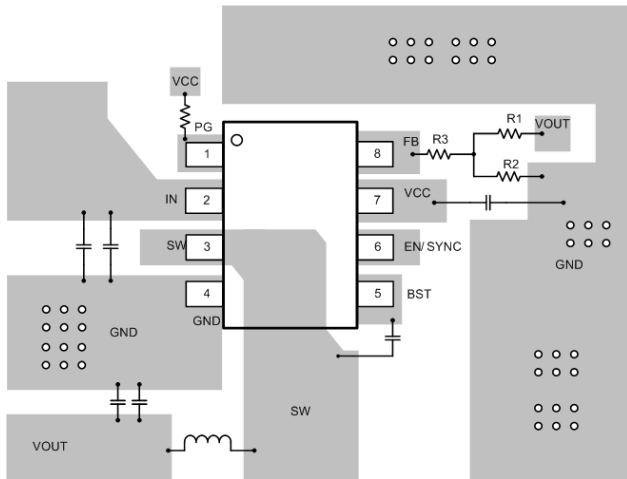 VCC
PG
1
IN
2
SW
3
4
GND
8
FB
R3
R1
VOUT
R2
7
VCC
6
EN/SYNC
5
BST
GND
GND
SW
VOUT